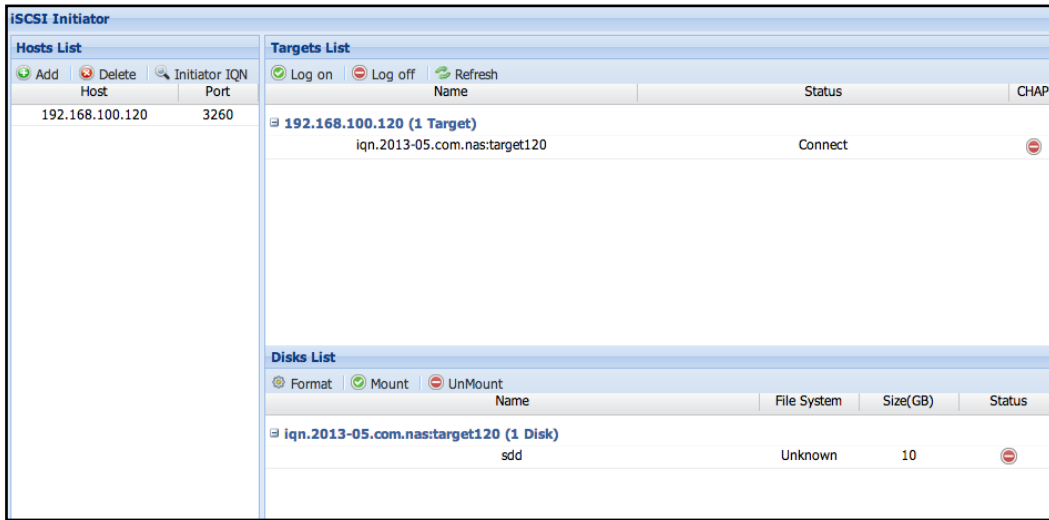 iSCSI Initiator
Hosts List
Add Delete Initiator IQN
Host Port
192.168.100.120 3260
Targets List
Log on Log off Refresh
Name Status CHAP
192.168.100.120 (1 Target)
iqn.2013-05.com.nas:target120 Connect
Disks List
Format Mount UnMount
Name File System Size(GB) Status
iqn.2013-05.com.nas:target120 (1 Disk)
sdd Unknown 10